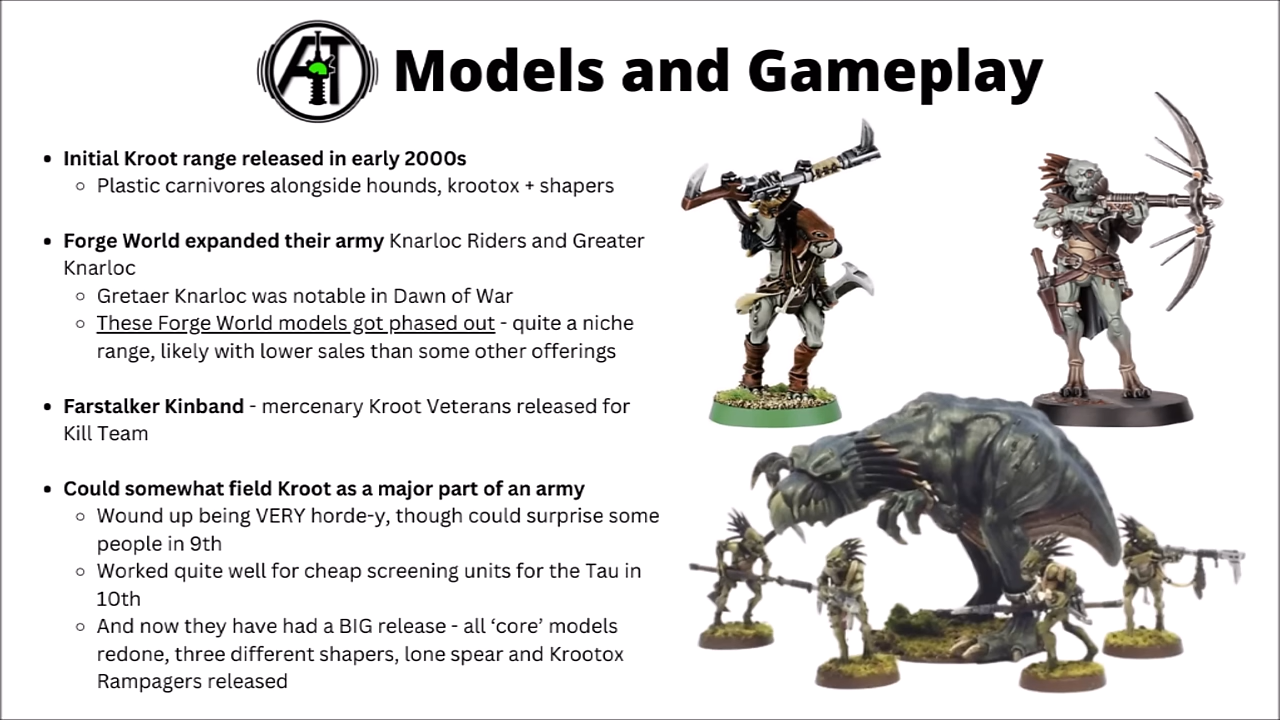 AT
Models and Gameplay
• Initial Kroot range released in early 2000s
○ Plastic carnivores alongside hounds, krootox + shapers
• Forge World expanded their army Knarloc Riders and Greater
Knarloc
○ Gretaer Knarloc was notable in Dawn of War
○ These Forge World models got phased out - quite a niche
range, likely with lower sales than some other offerings
• Farstalker Kinband - mercenary Kroot Veterans released for
Kill Team
• Could somewhat field Kroot as a major part of an army
○ Wound up being VERY horde-y, though could surprise some
people in 9th
○ Worked quite well for cheap screening units for the Tau in
10th
○ And now they have had a BIG release - all ‘core’ models
redone, three different shapers, lone spear and Krootox
Rampagers released